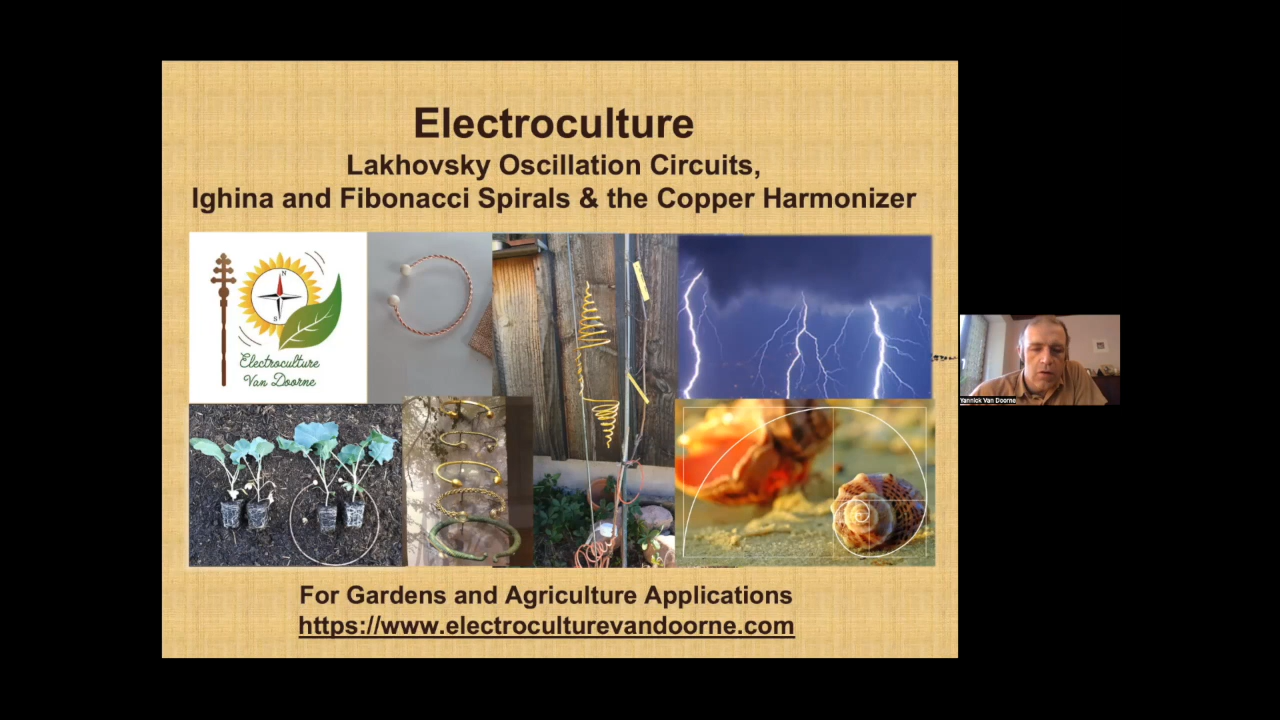 Electroculture
Lakhovsky Oscillation Circuits,
Ighina and Fibonacci Spirals & the Copper Harmonizer
N
S
Electroculture
Van Doorne
For Gardens and Agriculture Applications
https://www.electroculturevandoorne.com
Yannick Van Doorne